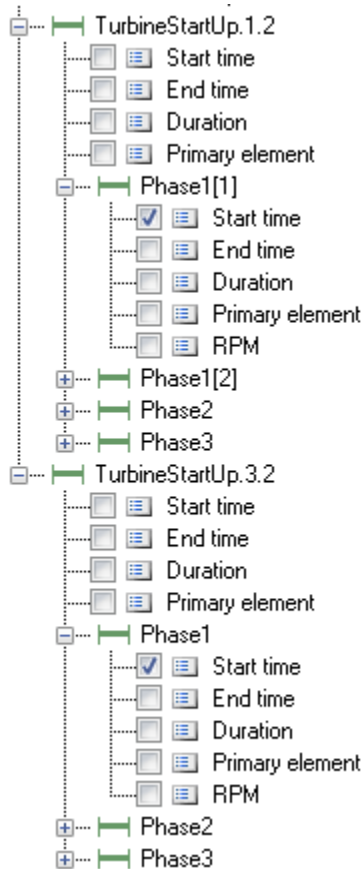 TurbineStartUp.1.2
Start time
End time
Duration
Primary element
Phase1[1]
Start time
End time
Duration
Primary element
RPM
Phase1[2]
Phase2
Phase3
TurbineStartUp.3.2
Start time
End time
Duration
Primary element
Phase1
Start time
End time
Duration
Primary element
RPM
Phase2
Phase3